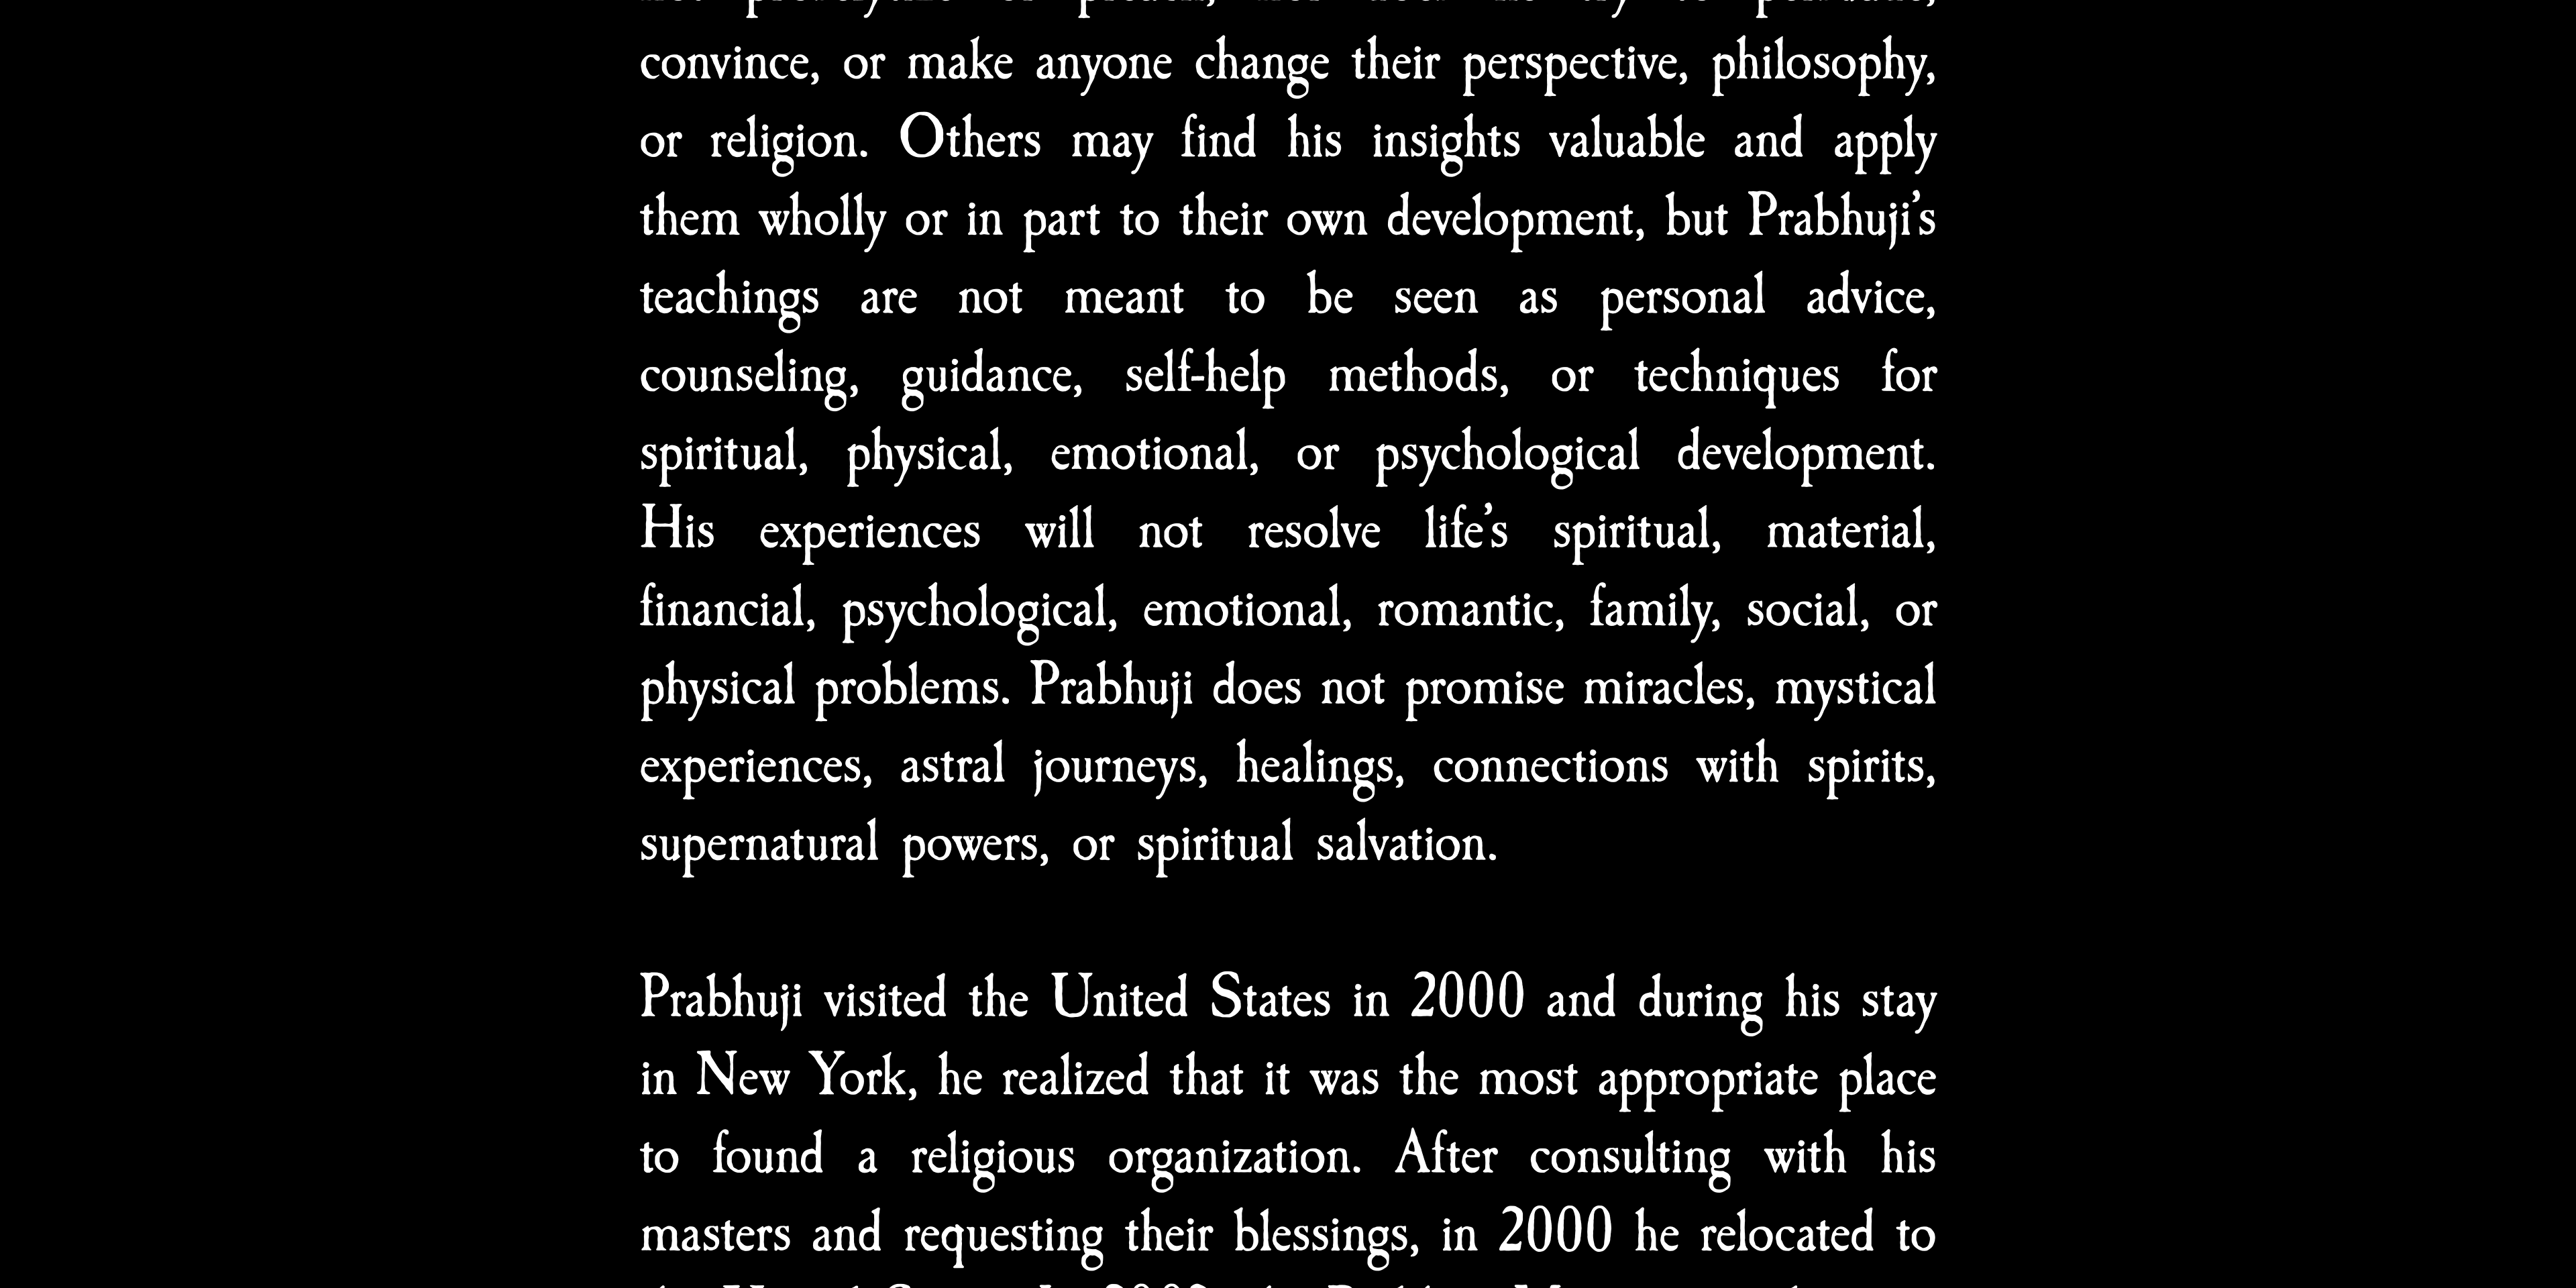 convince, or make anyone change their perspective, philosophy,
or religion. Others may find his insights valuable and apply
them wholly or in part to their own development, but Prabhuji’s
teachings are not meant to be seen as personal advice,
counseling, guidance, self-help methods, or techniques for
spiritual, physical, emotional, or psychological development.
His experiences will not resolve life’s spiritual, material,
financial, psychological, emotional, romantic, family, social, or
physical problems. Prabhuji does not promise miracles, mystical
experiences, astral journeys, healings, connections with spirits,
supernatural powers, or spiritual salvation.
Prabhuji visited the United States in 2000 and during his stay
in New York, he realized that it was the most appropriate place
to found a religious organization. After consulting with his
masters and requesting their blessings, in 2000 he relocated to